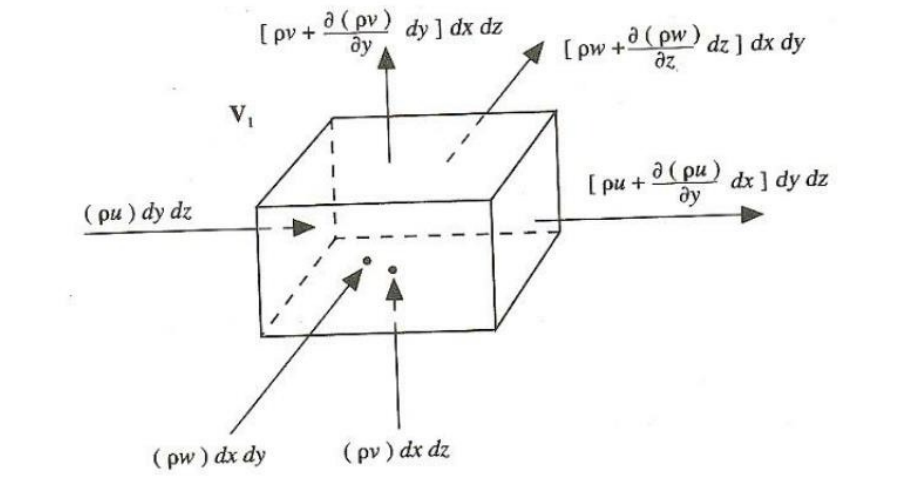 [ ρv + ∂ ( ρv ) / ∂y dy ] dx dz
[ ρw + ∂ ( ρw ) / ∂z dz ] dx dy
V₁
[ ρu + ∂ ( ρu ) / ∂y dx ] dy dz
( ρu ) dy dz
( ρw ) dx dy
( ρv ) dx dz